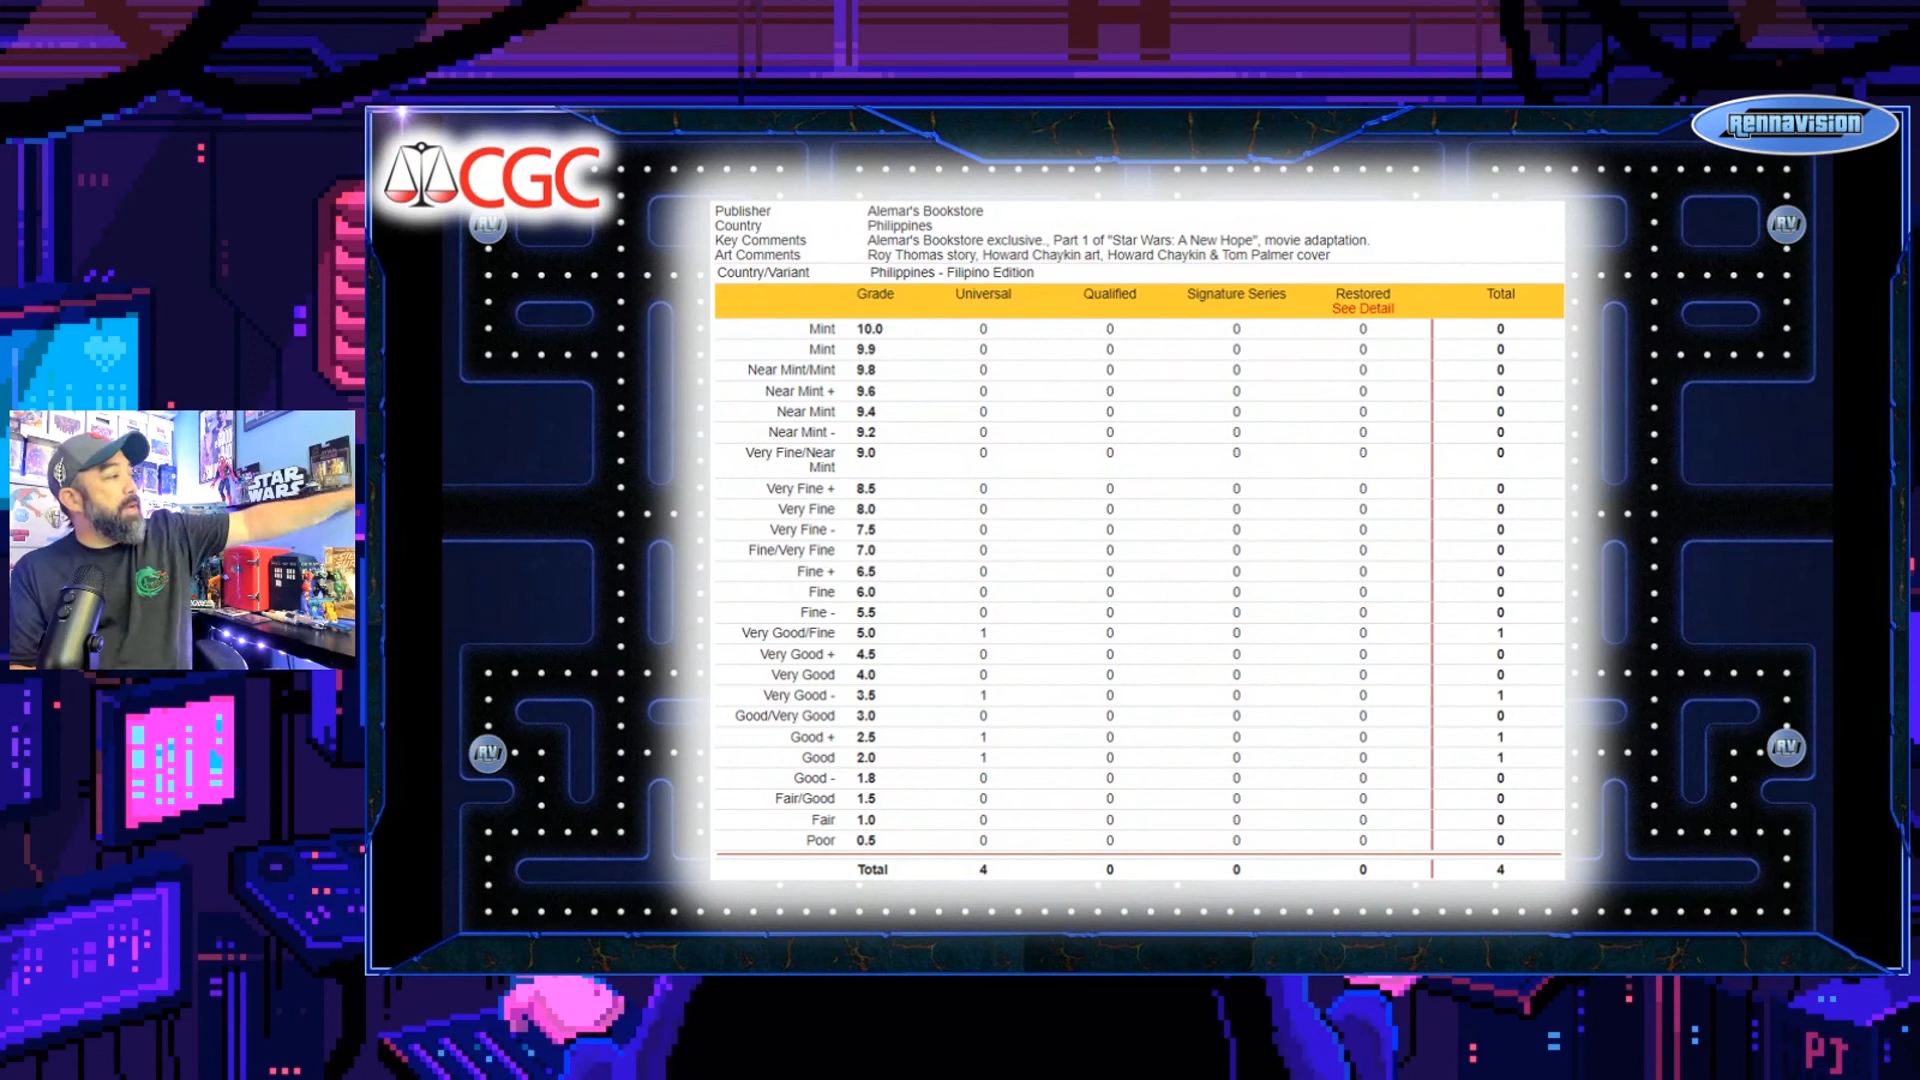 RENNAVISION
CGC
Publisher Alemar's Bookstore
Country Philippines
Key Comments Alemar's Bookstore exclusive., Part 1 of "Star Wars: A New Hope", movie adaptation.
Art Comments Roy Thomas story, Howard Chaykin art, Howard Chaykin & Tom Palmer cover
Country/Variant Philippines - Filipino Edition
Grade Universal Qualified Signature Series Restored Total
See Detail
Mint 10.0 0 0 0 0 0
Mint 9.9 0 0 0 0 0
Near Mint/Mint 9.8 0 0 0 0 0
Near Mint + 9.6 0 0 0 0 0
Near Mint 9.4 0 0 0 0 0
Near Mint - 9.2 0 0 0 0 0
Very Fine/Near 9.0 0 0 0 0 0
Mint
Very Fine + 8.5 0 0 0 0 0
Very Fine 8.0 0 0 0 0 0
Very Fine - 7.5 0 0 0 0 0
Fine/Very Fine 7.0 0 0 0 0 0
Fine + 6.5 0 0 0 0 0
Fine 6.0 0 0 0 0 0
Fine - 5.5 0 0 0 0 0
Very Good/Fine 5.0 1 0 0 0 1
Very Good + 4.5 0 0 0 0 0
Very Good 4.0 0 0 0 0 0
Very Good - 3.5 1 0 0 0 1
Good/Very Good 3.0 0 0 0 0 0
Good + 2.5 1 0 0 0 1
Good 2.0 1 0 0 0 1
Good - 1.8 0 0 0 0 0
Fair/Good 1.5 0 0 0 0 0
Fair 1.0 0 0 0 0 0
Poor 0.5 0 0 0 0 0
Total 4 0 0 0 4
RV
RV
RV
RV
STAR
WARS
PJ